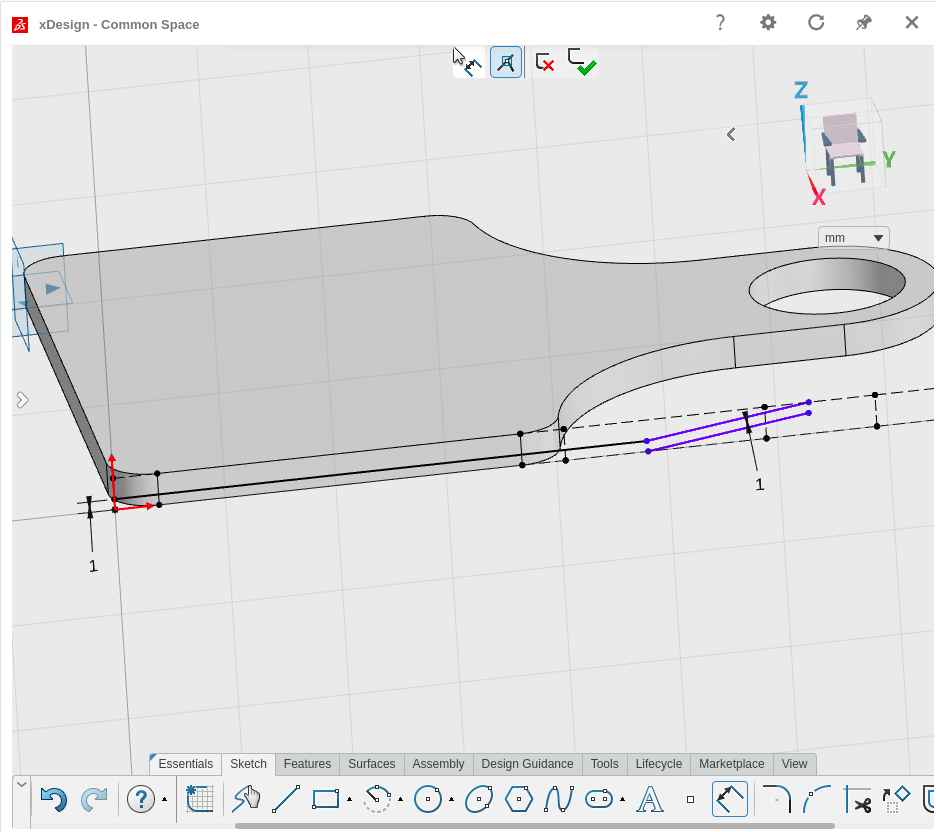 xDesign - Common Space
?
Z
Y
X
mm
1
1
Essentials Sketch Features Surfaces Assembly Design Guidance Tools Lifecycle Marketplace View
?
A